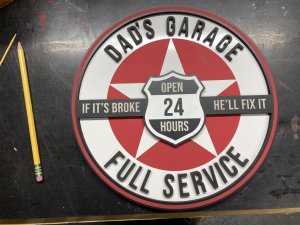 DAD'S GARAGE
OPEN
IF IT'S BROKE 24 HE'LL FIX IT
HOURS
FULL SERVICE